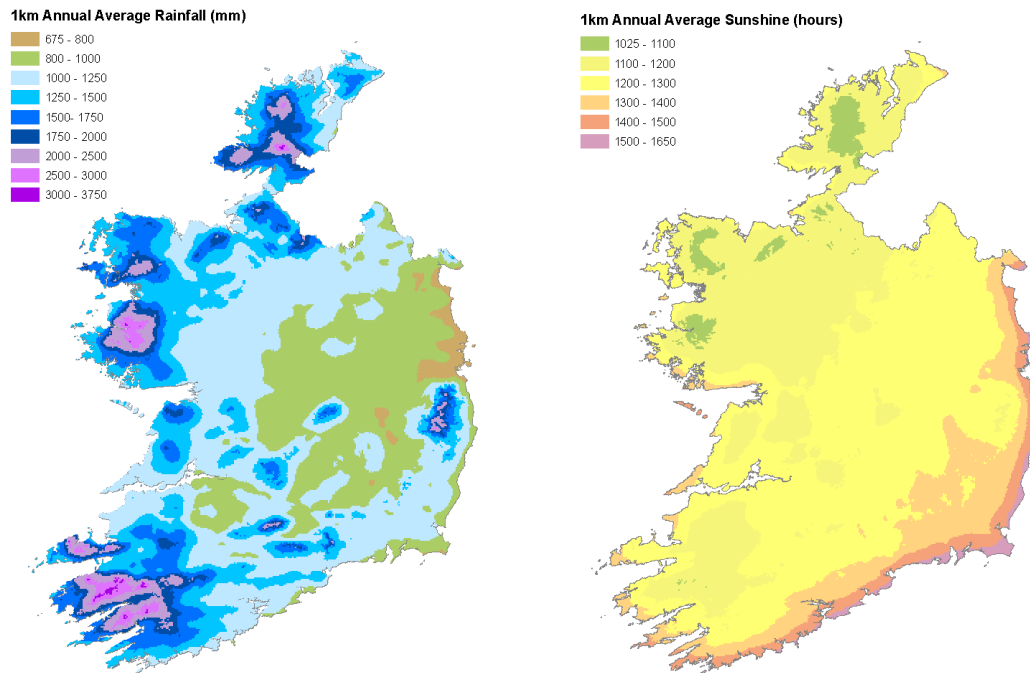 1km Annual Average Rainfall (mm)
675 - 800
800 - 1000
1000 - 1250
1250 - 1500
1500- 1750
1750 - 2000
2000 - 2500
2500 - 3000
3000 - 3750
1km Annual Average Sunshine (hours)
1025 - 1100
1100 - 1200
1200 - 1300
1300 - 1400
1400 - 1500
1500 - 1650